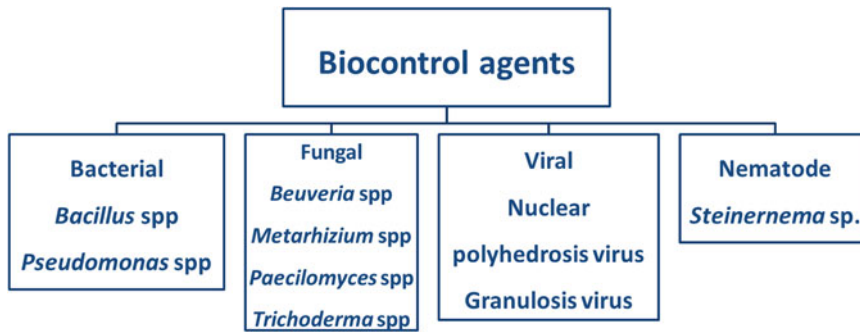 Biocontrol agents
Bacterial
Bacillus spp
Pseudomonas spp
Fungal
Beuveria spp
Metarhizium spp
Paecilomyces spp
Trichoderma spp
Viral
Nuclear
polyhedrosis virus
Granulosis virus
Nematode
Steinernema sp.